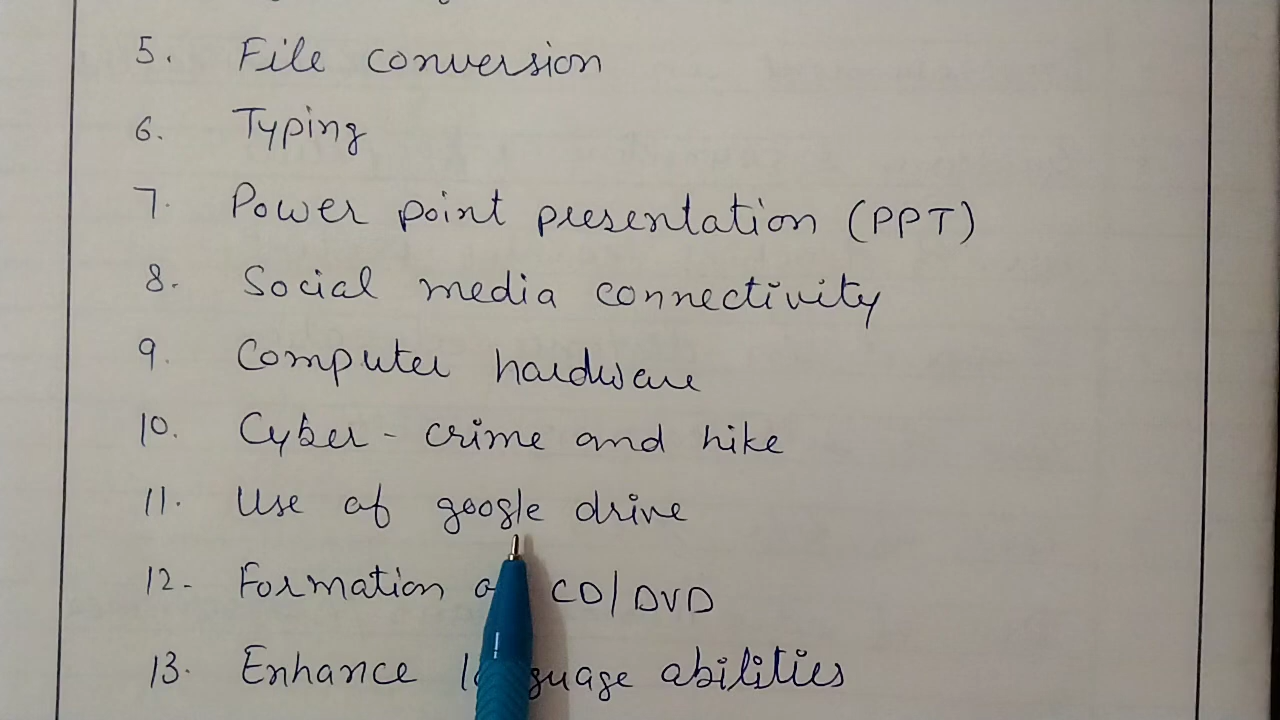 5. File conversion
6. Typing
7. Power point presentation (PPT)
8. Social media connectivity
9. Computer hardware
10. Cyber - crime and hike
11. Use of google drive
12- Formation CD/DVD
13. Enhance language abilities